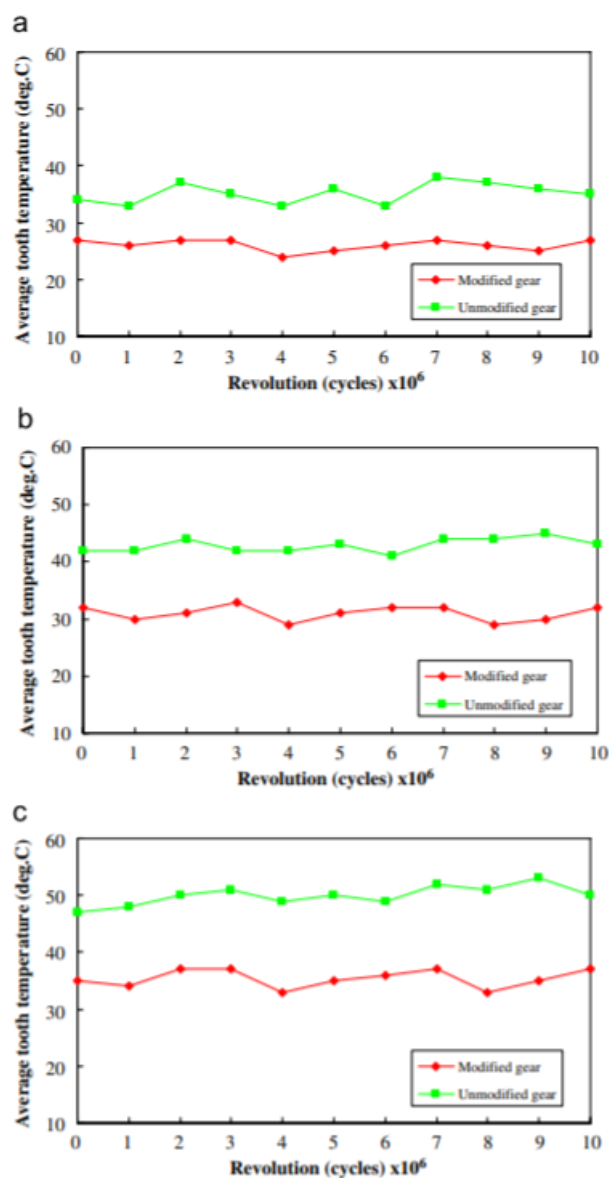 a
Average tooth temperature (deg.C)
60
50
40
30
20
10
Modified gear
Unmodified gear
0 1 2 3 4 5 6 7 8 9 10
Revolution (cycles) x10⁶
b
Average tooth temperature (deg.C)
60
50
40
30
20
10
Modified gear
Unmodified gear
0 1 2 3 4 5 6 7 8 9 10
Revolution (cycles) x10⁶
c
Average tooth temperature (deg.C)
60
50
40
30
20
10
Modified gear
Unmodified gear
0 1 2 3 4 5 6 7 8 9 10
Revolution (cycles) x10⁶